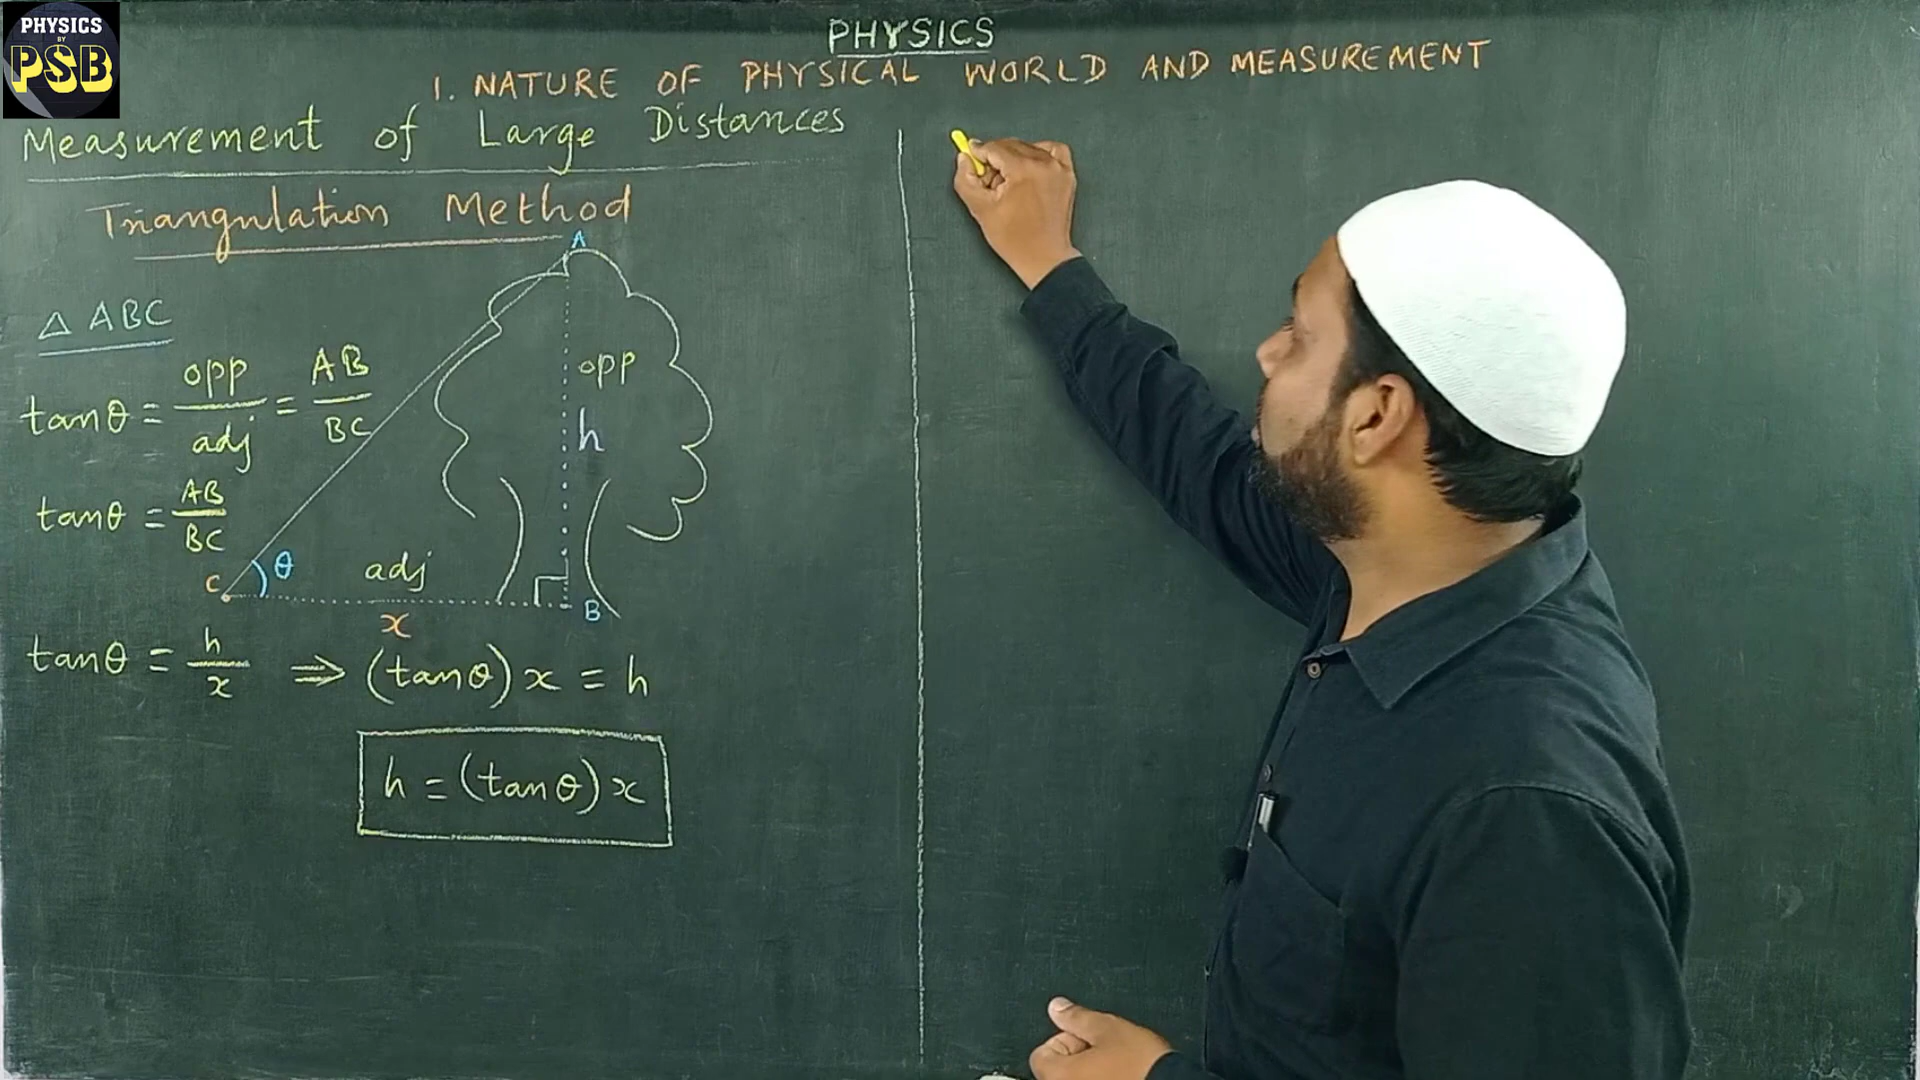 PHYSICS
BY
PSB
PHYSICS
1. NATURE OF PHYSICAL WORLD AND MEASUREMENT
Measurement of Large Distances
Triangulation Method
A
△ ABC
tanθ = opp/adj = AB/BC
opp
h
tanθ = AB/BC
C θ adj
x
B
tanθ = h/x ⇒ (tanθ) x = h
h = (tanθ) x